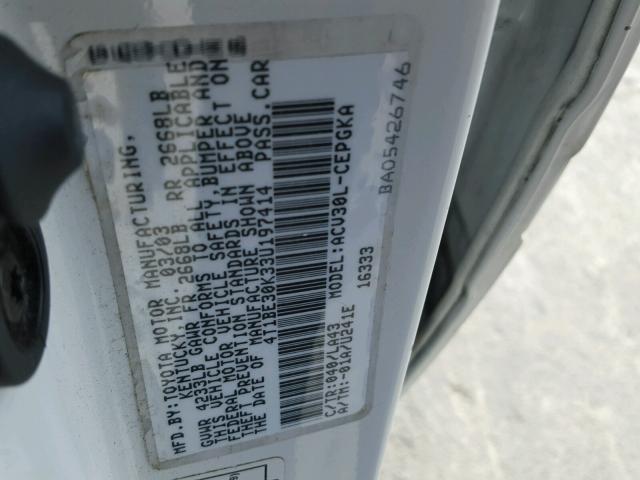 MFD.BY:TOYOTA MOTOR MANUFACTURING,
KENTUCKY, INC. 03/03
GVWR 4233LB GAWR FR 2668LB RR 2668LB
THIS VEHICLE CONFORMS TO ALL APPLICABLE
FEDERAL MOTOR VEHICLE SAFETY, BUMPER AND
THEFT PREVENTION STANDARDS IN EFFECT ON
THE DATE OF MANUFACTURE SHOWN ABOVE.
4T1BE30K33U197414 PASS. CAR
C/TR:040/LA43 MODEL:ACV30L-CEPGKA
A/TM:-01A/U241E 16333
BA05426746